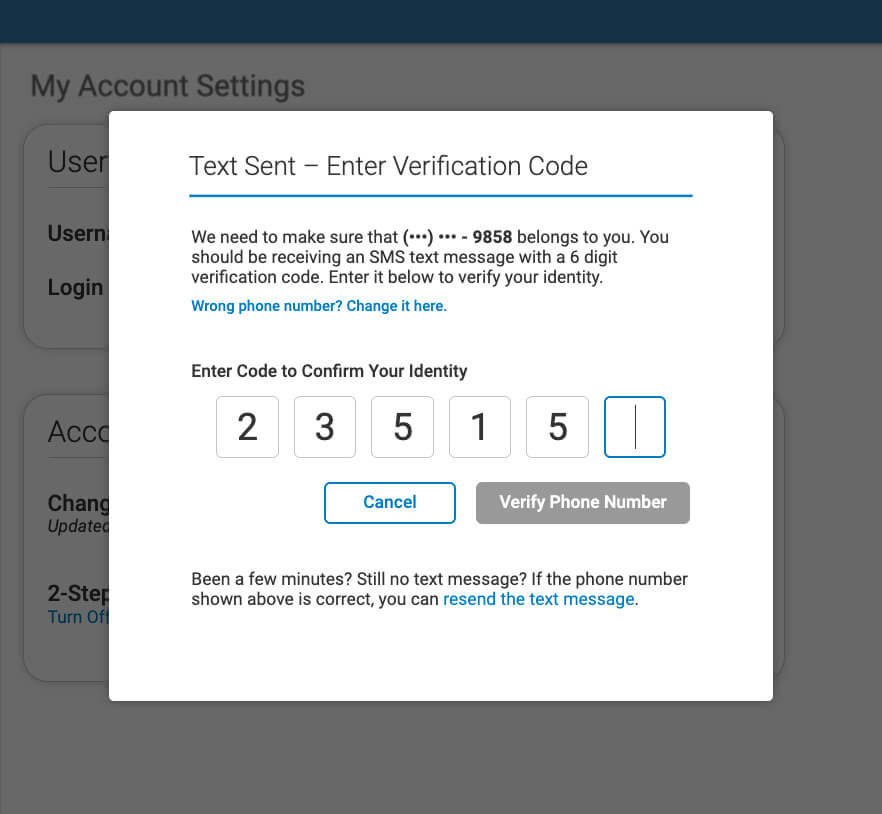 My Account Settings
User
Usern
Login
Text Sent – Enter Verification Code
We need to make sure that (•••) ••• - 9858 belongs to you. You
should be receiving an SMS text message with a 6 digit
verification code. Enter it below to verify your identity.
Wrong phone number? Change it here.
Enter Code to Confirm Your Identity
2 3 5 1 5
Cancel Verify Phone Number
Been a few minutes? Still no text message? If the phone number
shown above is correct, you can resend the text message.
Acco
Chang
Updated
2-Step
Turn Off